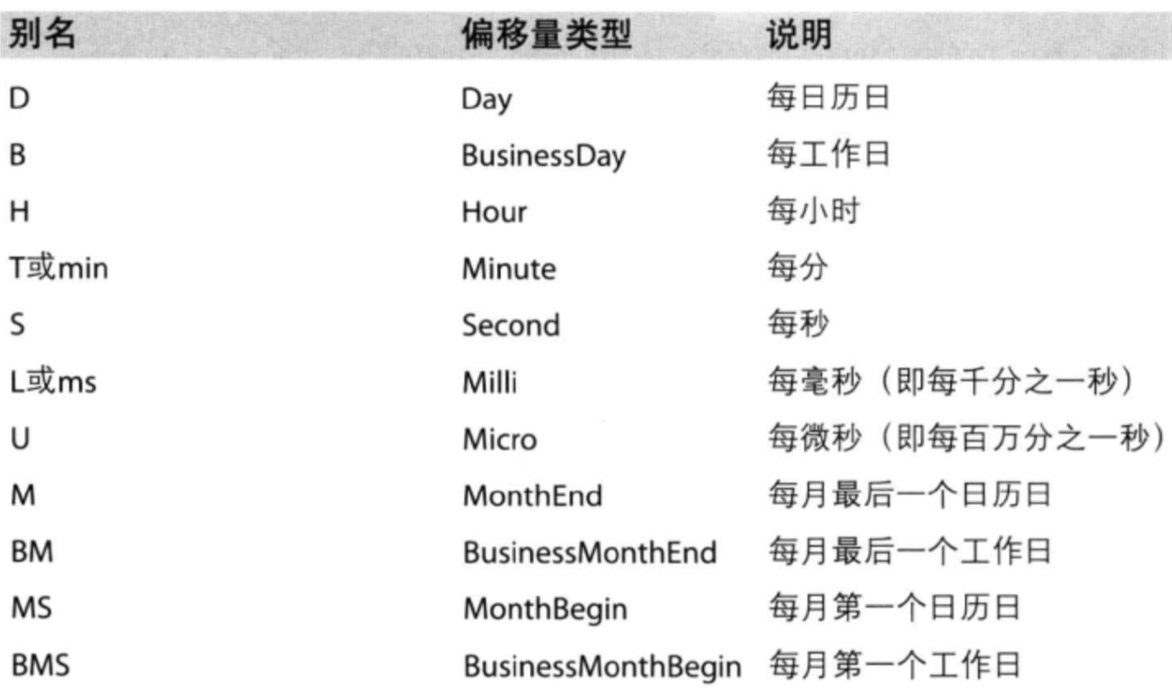 别名 偏移量类型 说明
D Day 每日历日
B BusinessDay 每工作日
H Hour 每小时
T或min Minute 每分
S Second 每秒
L或ms Milli 每毫秒（即每千分之一秒）
U Micro 每微秒（即每百万分之一秒）
M MonthEnd 每月最后一个日历日
BM BusinessMonthEnd 每月最后一个工作日
MS MonthBegin 每月第一个日历日
BMS BusinessMonthBegin 每月第一个工作日